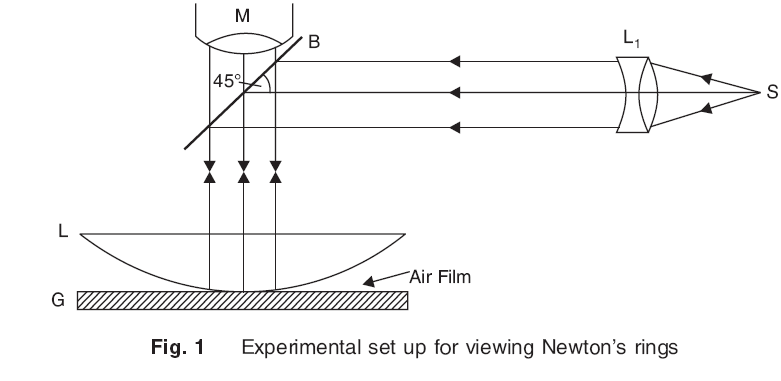 M
B
L₁
45°
S
L
Air Film
G
Fig. 1 Experimental set up for viewing Newton's rings